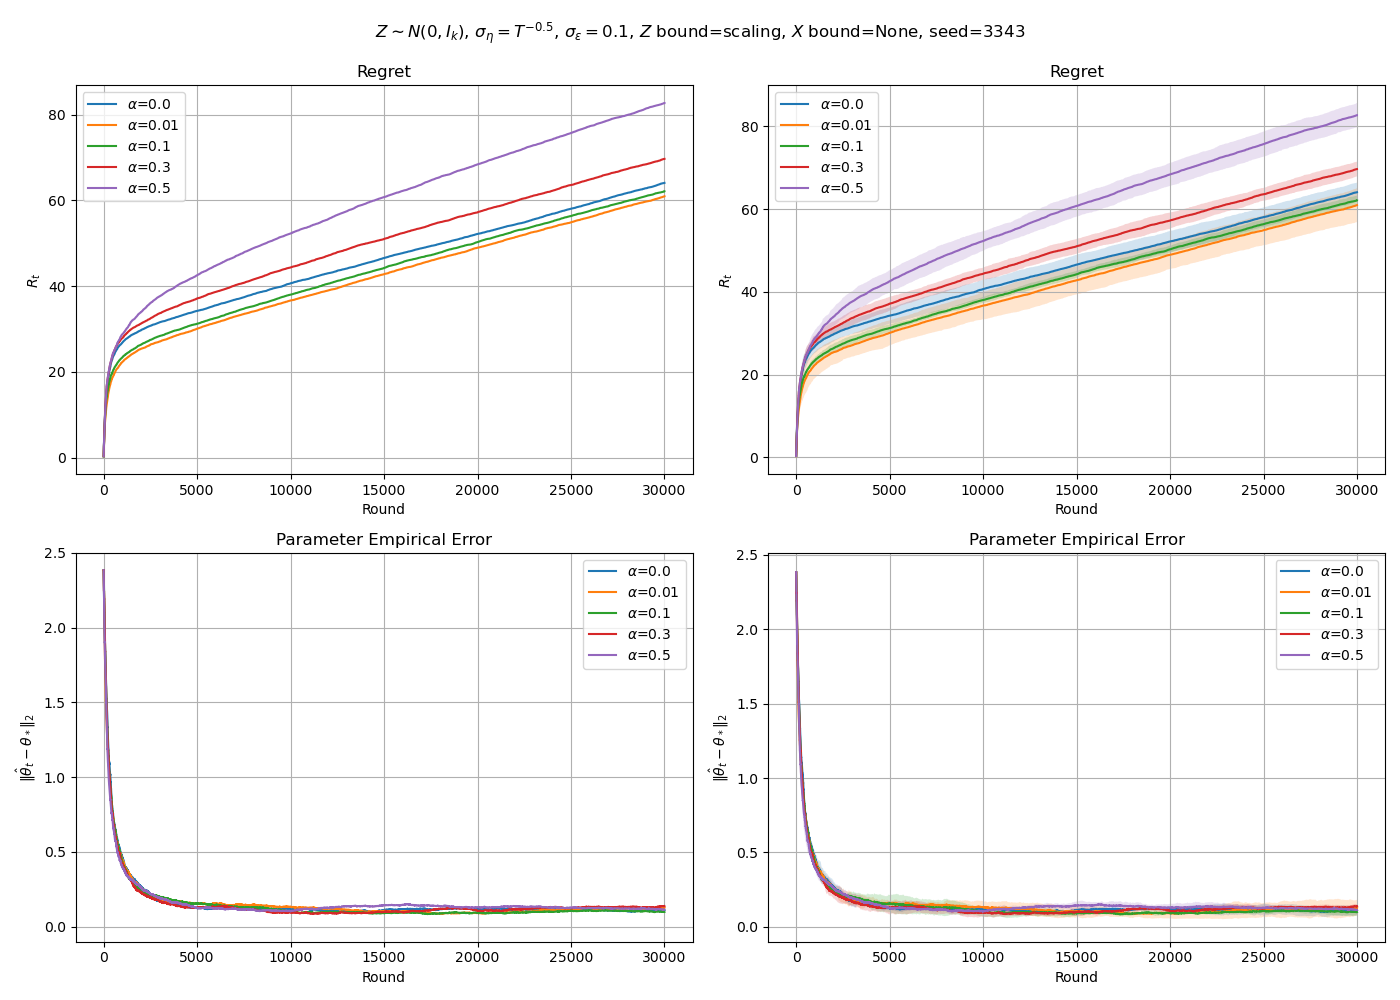 Z ∼ N(0, I_k), σ_η = T^{−0.5}, σ_ε = 0.1, Z bound=scaling, X bound=None, seed=3343
Regret
α=0.0
α=0.01
α=0.1
α=0.3
α=0.5
80
60
40
20
0
R_t
0 5000 10000 15000 20000 25000 30000
Round
Regret
α=0.0
α=0.01
α=0.1
α=0.3
α=0.5
80
60
40
20
0
R_t
0 5000 10000 15000 20000 25000 30000
Round
Parameter Empirical Error
α=0.0
α=0.01
α=0.1
α=0.3
α=0.5
2.5
2.0
1.5
1.0
0.5
0.0
‖θ̂_t − θ_*‖_2
0 5000 10000 15000 20000 25000 30000
Round
Parameter Empirical Error
α=0.0
α=0.01
α=0.1
α=0.3
α=0.5
2.5
2.0
1.5
1.0
0.5
0.0
‖θ̂_t − θ_*‖_2
0 5000 10000 15000 20000 25000 30000
Round